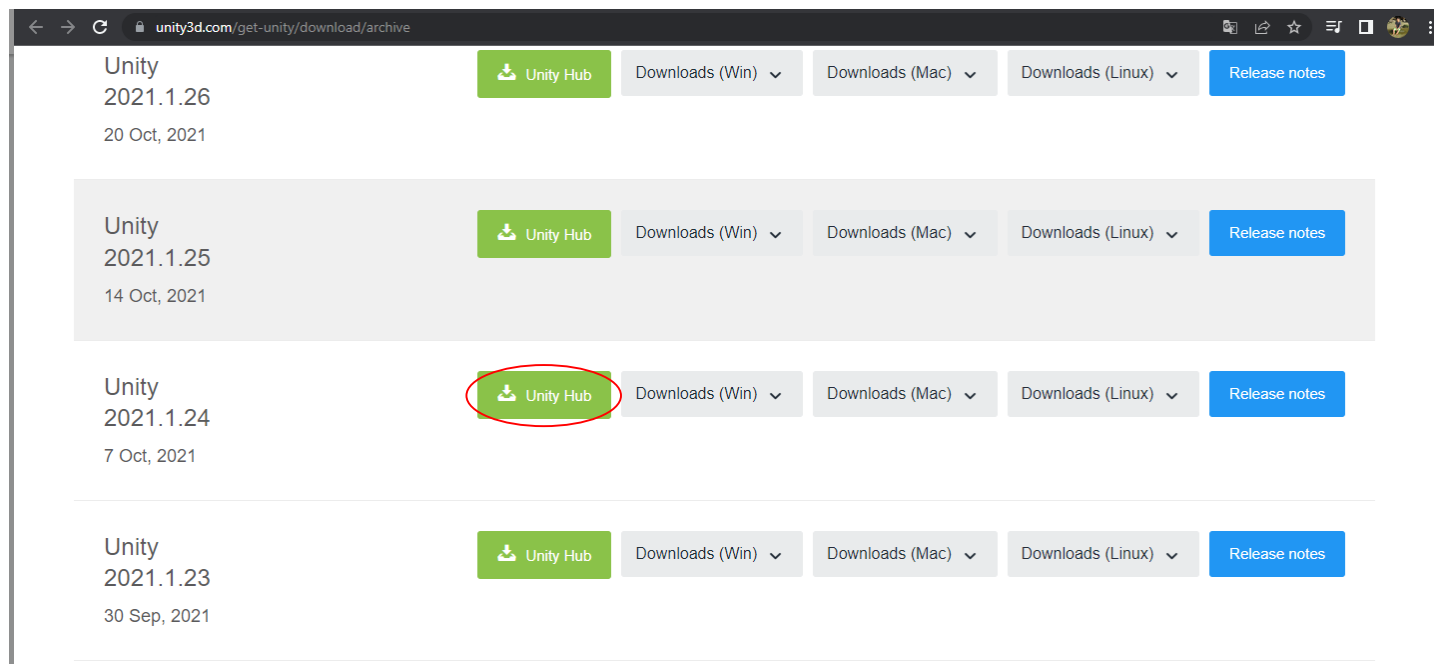 unity3d.com/get-unity/download/archive
Unity
2021.1.26
20 Oct, 2021
Unity Hub
Downloads (Win)
Downloads (Mac)
Downloads (Linux)
Release notes
Unity
2021.1.25
14 Oct, 2021
Unity Hub
Downloads (Win)
Downloads (Mac)
Downloads (Linux)
Release notes
Unity
2021.1.24
7 Oct, 2021
Unity Hub
Downloads (Win)
Downloads (Mac)
Downloads (Linux)
Release notes
Unity
2021.1.23
30 Sep, 2021
Unity Hub
Downloads (Win)
Downloads (Mac)
Downloads (Linux)
Release notes